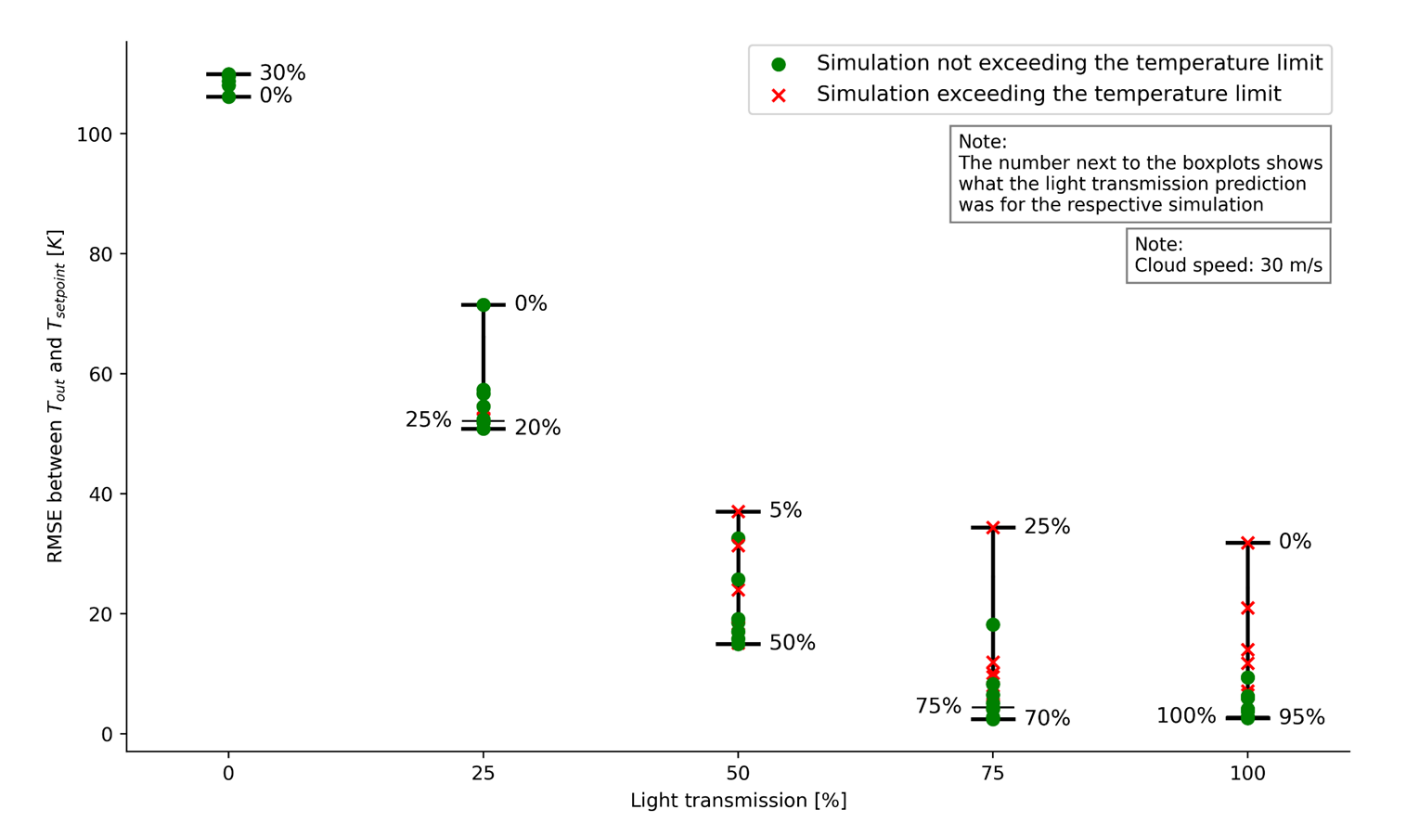 Simulation not exceeding the temperature limit
Simulation exceeding the temperature limit
Note:
The number next to the boxplots shows
what the light transmission prediction
was for the respective simulation
Note:
Cloud speed: 30 m/s
RMSE between T_out and T_setpoint [K]
100
80
60
40
20
0
30%
0%
0%
25%
20%
5%
50%
25%
75%
70%
0%
100%
95%
0
25
50
75
100
Light transmission [%]